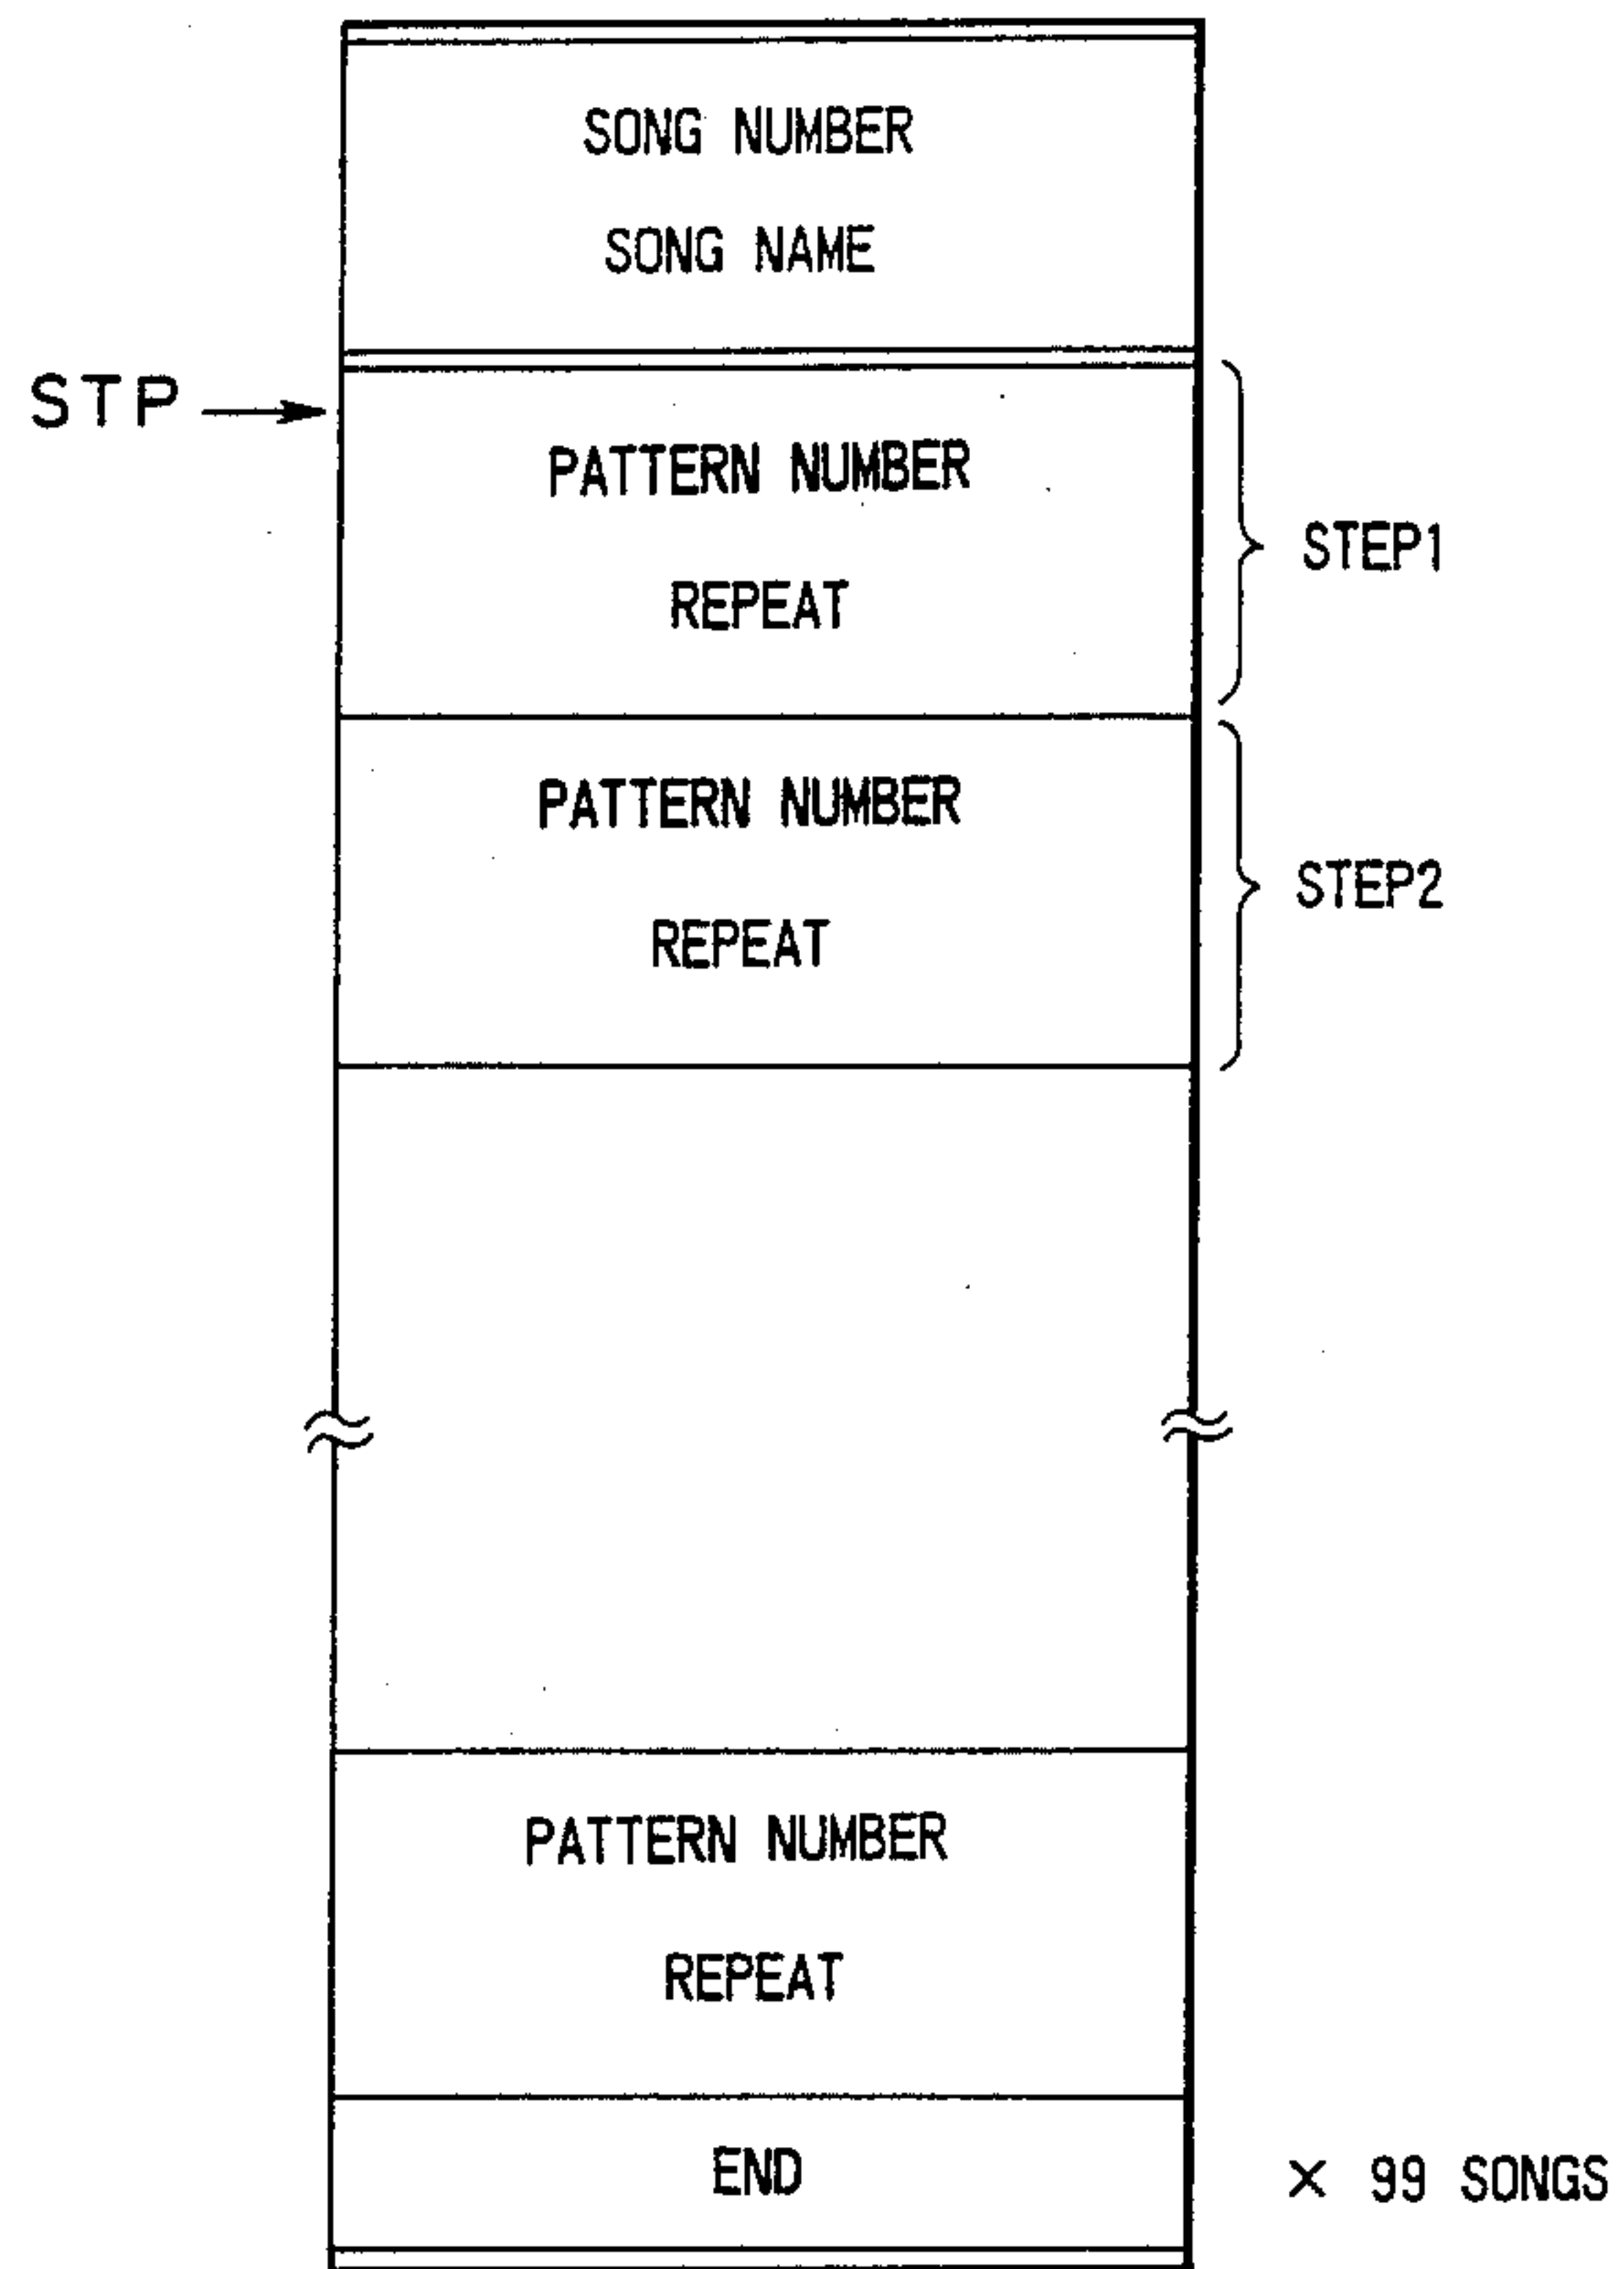 SONG NUMBER
SONG NAME
STP
PATTERN NUMBER
REPEAT
STEP1
PATTERN NUMBER
REPEAT
STEP2
PATTERN NUMBER
REPEAT
END
× 99 SONGS